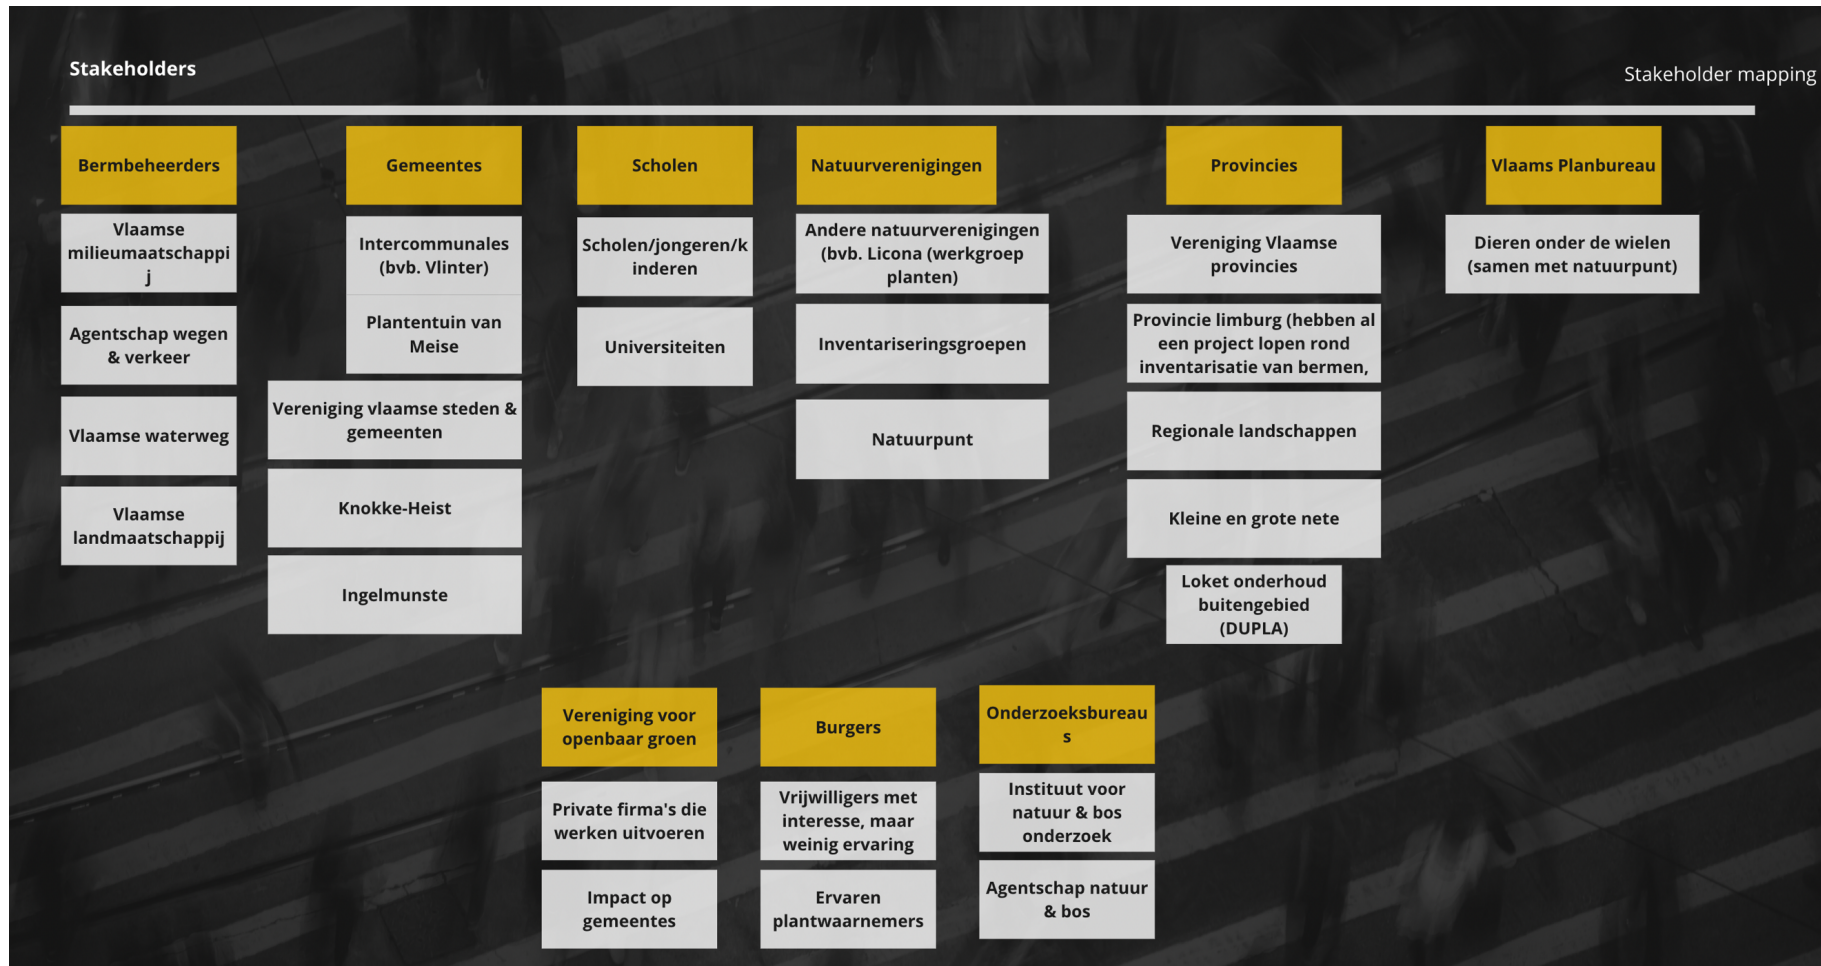 Stakeholders
Stakeholder mapping
Bermbeheerders
Vlaamse
milieumaatschappi
j
Agentschap wegen
& verkeer
Vlaamse waterweg
Vlaamse
landmaatschappij
Gemeentes
Intercommunales
(bvb. Vlinter)
Plantentuin van
Meise
Vereniging vlaamse steden &
gemeenten
Knokke-Heist
Ingelmunste
Scholen
Scholen/jongeren/k
inderen
Universiteiten
Natuurverenigingen
Andere natuurverenigingen
(bvb. Licona (werkgroep
planten)
Inventariseringsgroepen
Natuurpunt
Provincies
Vereniging Vlaamse
provincies
Provincie limburg (hebben al
een project lopen rond
inventarisatie van bermen,
Regionale landschappen
Kleine en grote nete
Loket onderhoud
buitengebied
(DUPLA)
Vlaams Planbureau
Dieren onder de wielen
(samen met natuurpunt)
Vereniging voor
openbaar groen
Private firma's die
werken uitvoeren
Impact op
gemeentes
Burgers
Vrijwilligers met
interesse, maar
weinig ervaring
Ervaren
plantwaarnemers
Onderzoeksbureau
s
Instituut voor
natuur & bos
onderzoek
Agentschap natuur
& bos